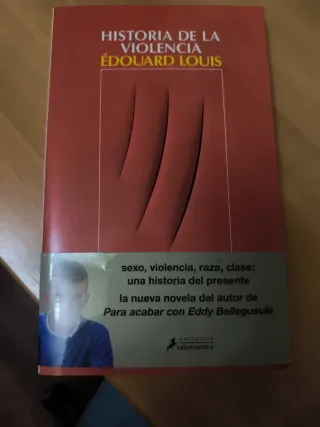 HISTORIA DE LA
VIOLENCIA
ÉDOUARD LOUIS
sexo, violencia, raza, clase:
una historia del presente
la nueva novela del autor de
Para acabar con Eddy Bellegueule
narrativa
salamandra